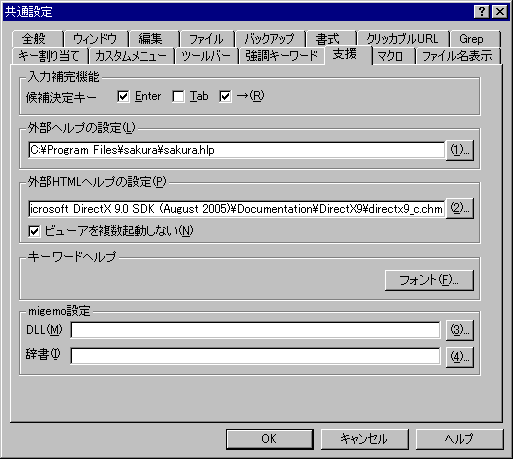 共通設定
全般 ウィンドウ 編集 ファイル バックアップ 書式 クリッカブルURL Grep
キー割り当て カスタムメニュー ツールバー 強調キーワード 支援 マクロ ファイル名表示
入力補完機能
候補決定キー Enter Tab →(R)
外部ヘルプの設定(L)
C:¥Program Files¥sakura¥sakura.hlp (1)...
外部HTMLヘルプの設定(P)
icrosoft DirectX 9.0 SDK (August 2005)¥Documentation¥DirectX9¥directx9_c.chm (2)...
ビューアを複数起動しない(N)
キーワードヘルプ
フォント(F)...
migemo設定
DLL(M) (3)...
辞書(I) (4)...
OK キャンセル ヘルプ